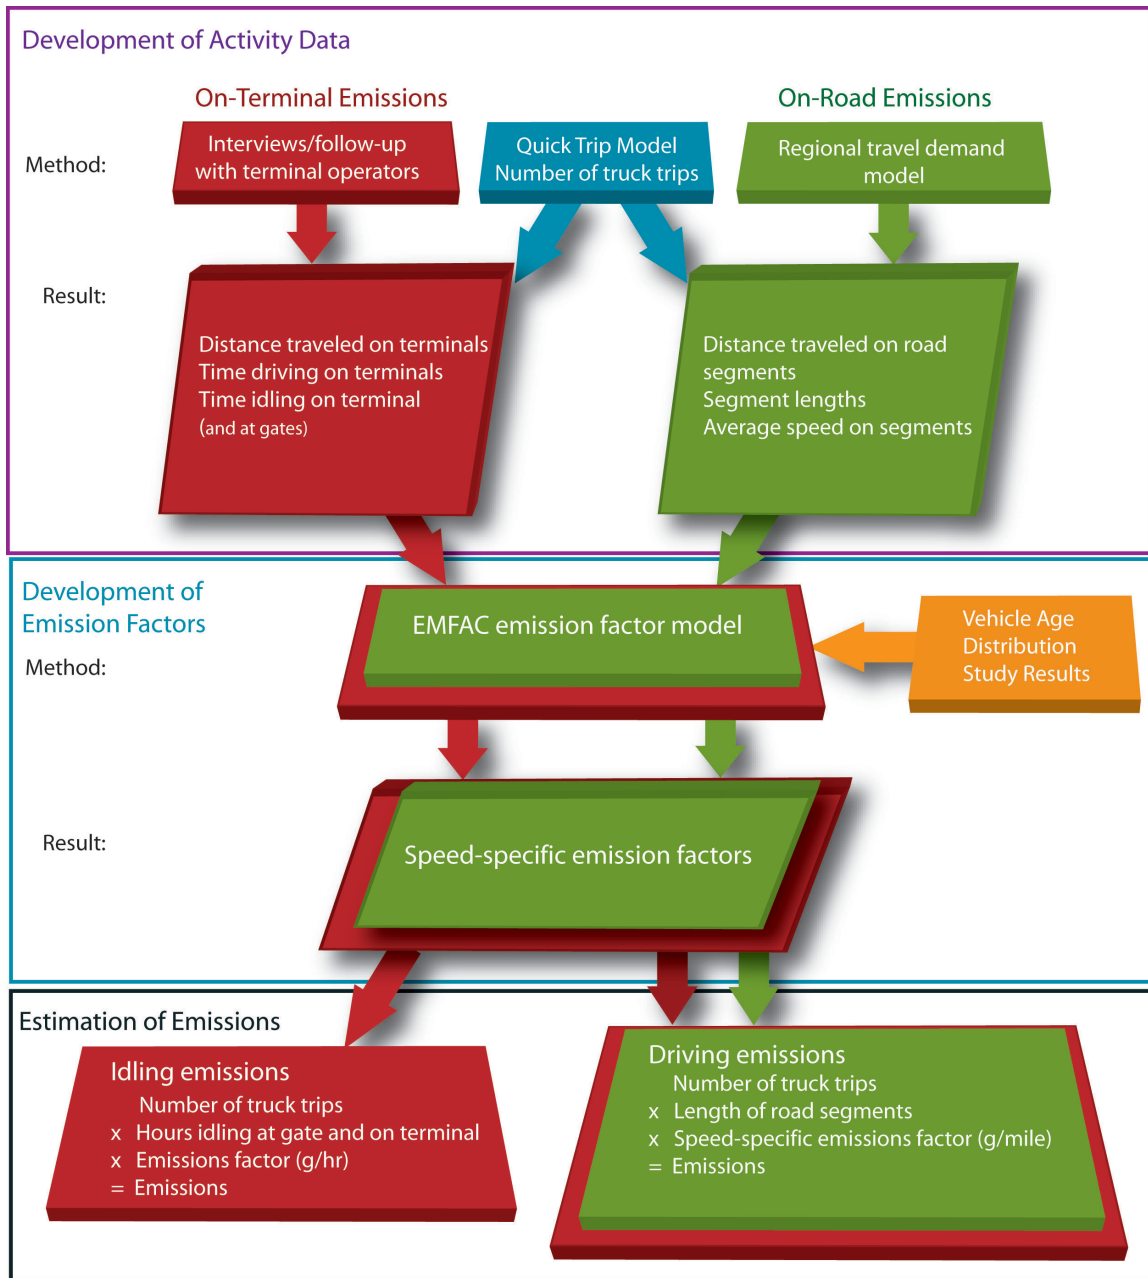 Development of Activity Data
On-Terminal Emissions
On-Road Emissions
Method:
Interviews/follow-up
with terminal operators
Quick Trip Model
Number of truck trips
Regional travel demand
model
Result:
Distance traveled on terminals
Time driving on terminals
Time idling on terminal
(and at gates)
Distance traveled on road
segments
Segment lengths
Average speed on segments
Development of
Emission Factors
Method:
EMFAC emission factor model
Vehicle Age
Distribution
Study Results
Result:
Speed-specific emission factors
Estimation of Emissions
Idling emissions
Number of truck trips
x Hours idling at gate and on terminal
x Emissions factor (g/hr)
= Emissions
Driving emissions
Number of truck trips
x Length of road segments
x Speed-specific emissions factor (g/mile)
= Emissions